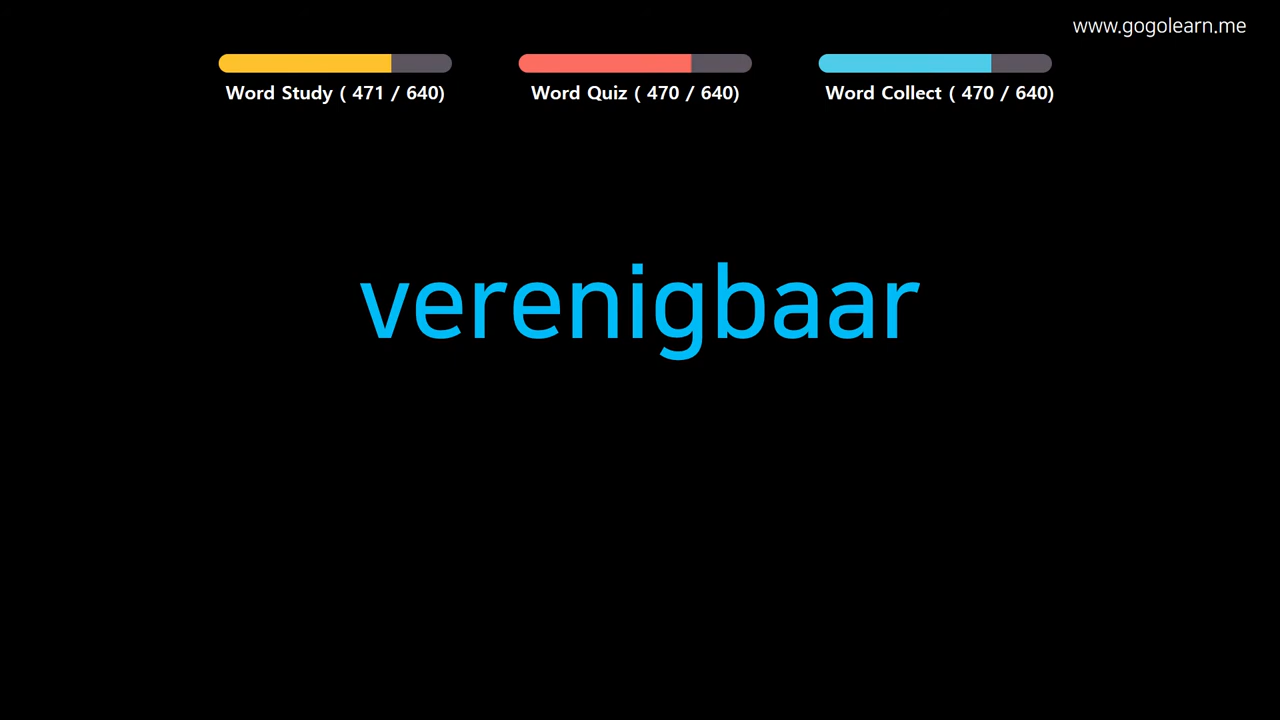 www.gogolearn.me
Word Study ( 471 / 640)
Word Quiz ( 470 / 640)
Word Collect ( 470 / 640)
verenigbaar